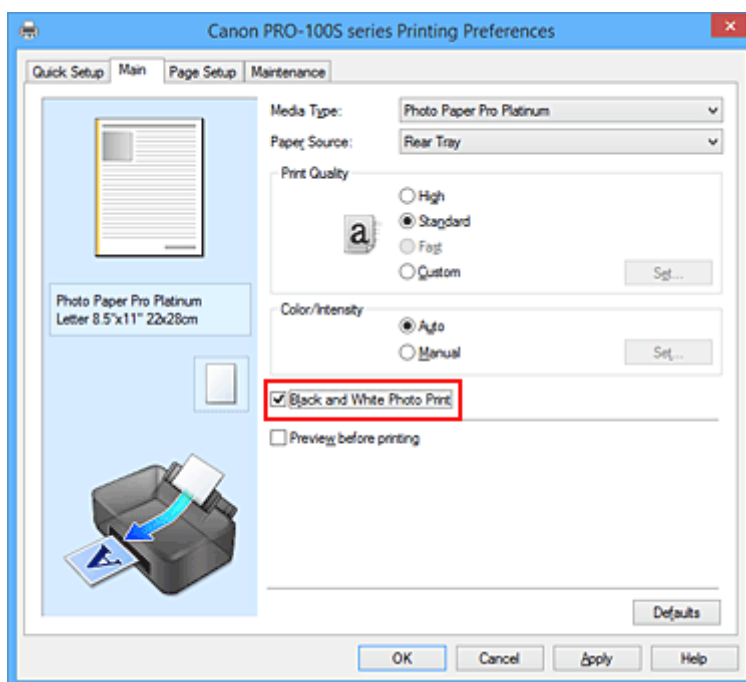 Canon PRO-100S series Printing Preferences
Quick Setup Main Page Setup Maintenance
Media Type: Photo Paper Pro Platinum
Paper Source: Rear Tray
Print Quality
High
a Standard
Fast
Custom Set...
Photo Paper Pro Platinum
Letter 8.5"x11" 22x28cm
Color/Intensity
Auto
Manual Set...
Black and White Photo Print
Preview before printing
A
Defaults
OK Cancel Apply Help